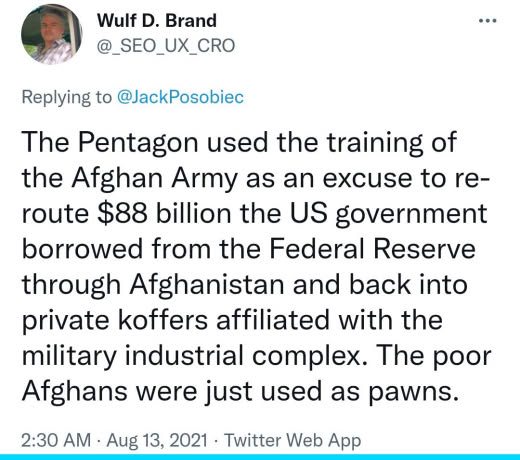 Wulf D. Brand
@_SEO_UX_CRO
Replying to @JackPosobiec
The Pentagon used the training of
the Afghan Army as an excuse to re-
route $88 billion the US government
borrowed from the Federal Reserve
through Afghanistan and back into
private koffers affiliated with the
military industrial complex. The poor
Afghans were just used as pawns.
2:30 AM · Aug 13, 2021 · Twitter Web App